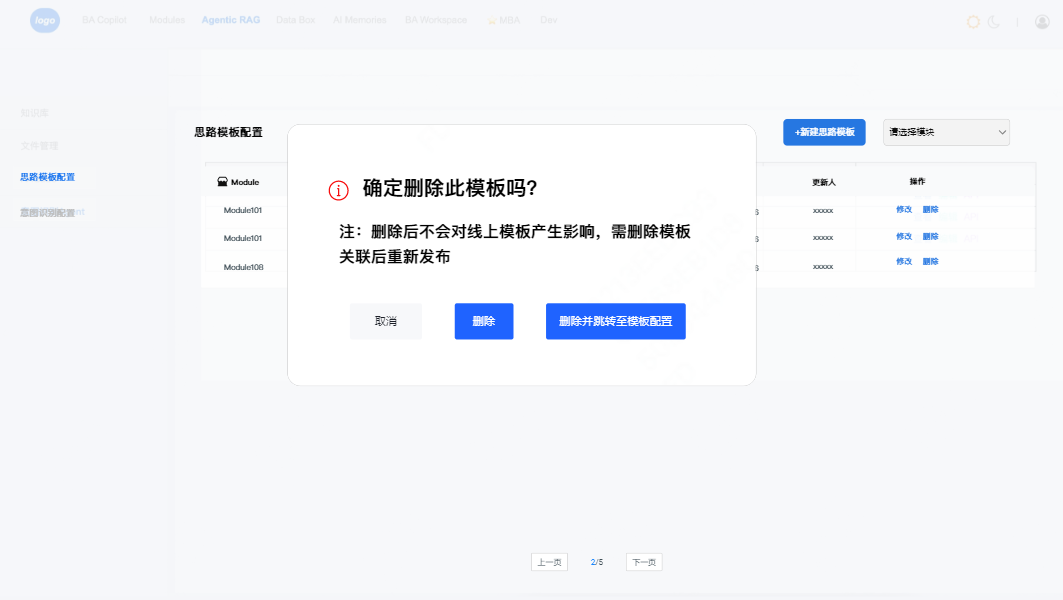 logo BA Copilot Modules Agentic RAG Data Box AI Memories BA Workspace MBA Dev
知识库
文件管理
思路模板配置
意图识别配置
思路模板配置
+新建思路模板
请选择模块
Module
更新人
操作
Module101
xxxxx
修改 删除
Module101
xxxxx
修改 删除
Module108
xxxxx
修改 删除
确定删除此模板吗?
注：删除后不会对线上模板产生影响，需删除模板
关联后重新发布
取消
删除
删除并跳转至模板配置
上一页
2/5
下一页